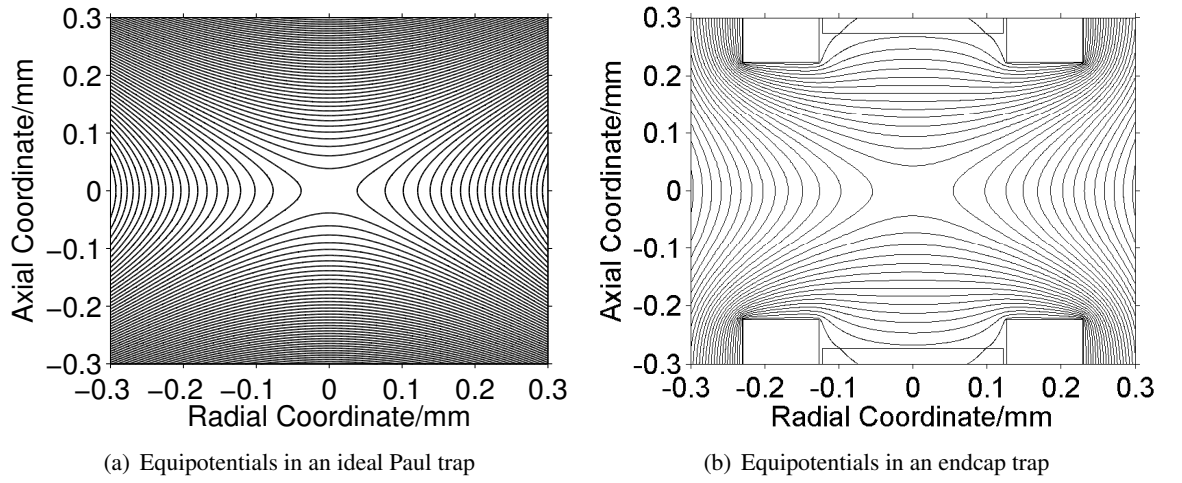 0.3
0.2
0.1
0
−0.1
−0.2
−0.3
Axial Coordinate/mm
−0.3 −0.2 −0.1 0 0.1 0.2 0.3
Radial Coordinate/mm
(a) Equipotentials in an ideal Paul trap
0.3
0.2
0.1
0
-0.1
-0.2
-0.3
Axial Coordinate/mm
-0.3 -0.2 -0.1 0 0.1 0.2 0.3
Radial Coordinate/mm
(b) Equipotentials in an endcap trap